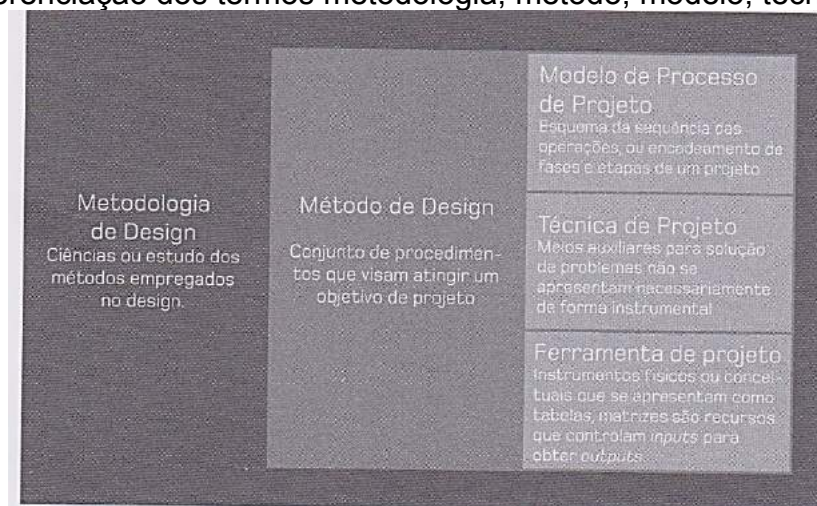 dos termos metodologia, método, modelo,
Metodologia
de Design
Ciências ou estudo dos
métodos empregados
no design.
Método de Design
Conjunto de procedimen-
tos que visam atingir um
objetivo de projeto
Modelo de Processo
de Projeto
Esquema da sequência das
operações, ou encadeamento de
fases e etapas de um projeto
Técnica de Projeto
Meios auxiliares para solução
de problemas não se
apresentam necessariamente
de forma instrumental
Ferramenta de projeto
Instrumentos físicos ou concei-
tuais que se apresentam como
tabelas, matrizes são recursos
que controlam inputs para
obter outputs